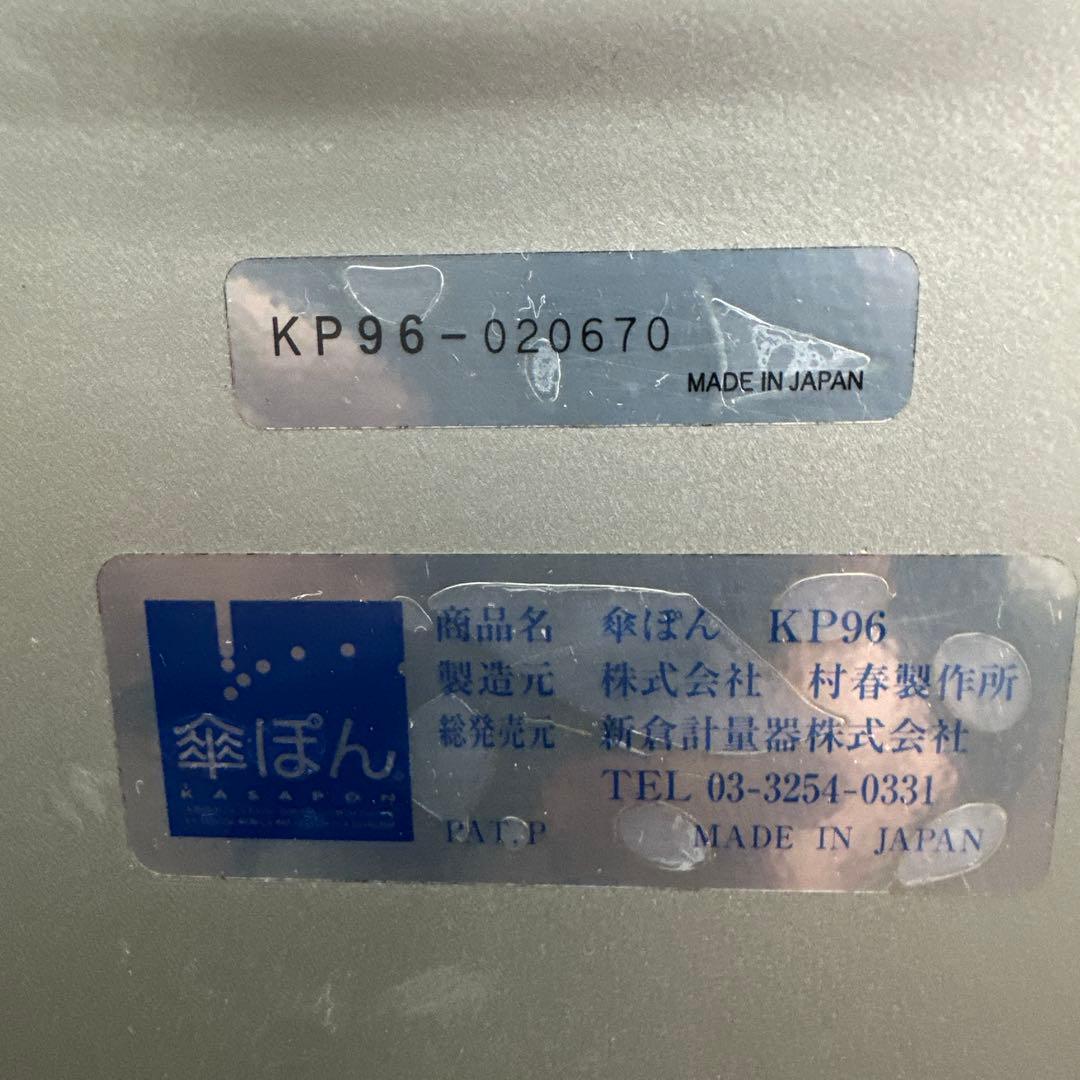 KP96-020670
MADE IN JAPAN
傘ぽん
KASAPON
商品名 傘ぽん KP96
製造元 株式会社 村春製作所
総発売元 新倉計量器株式会社
TEL 03-3254-0331
PAT.P MADE IN JAPAN